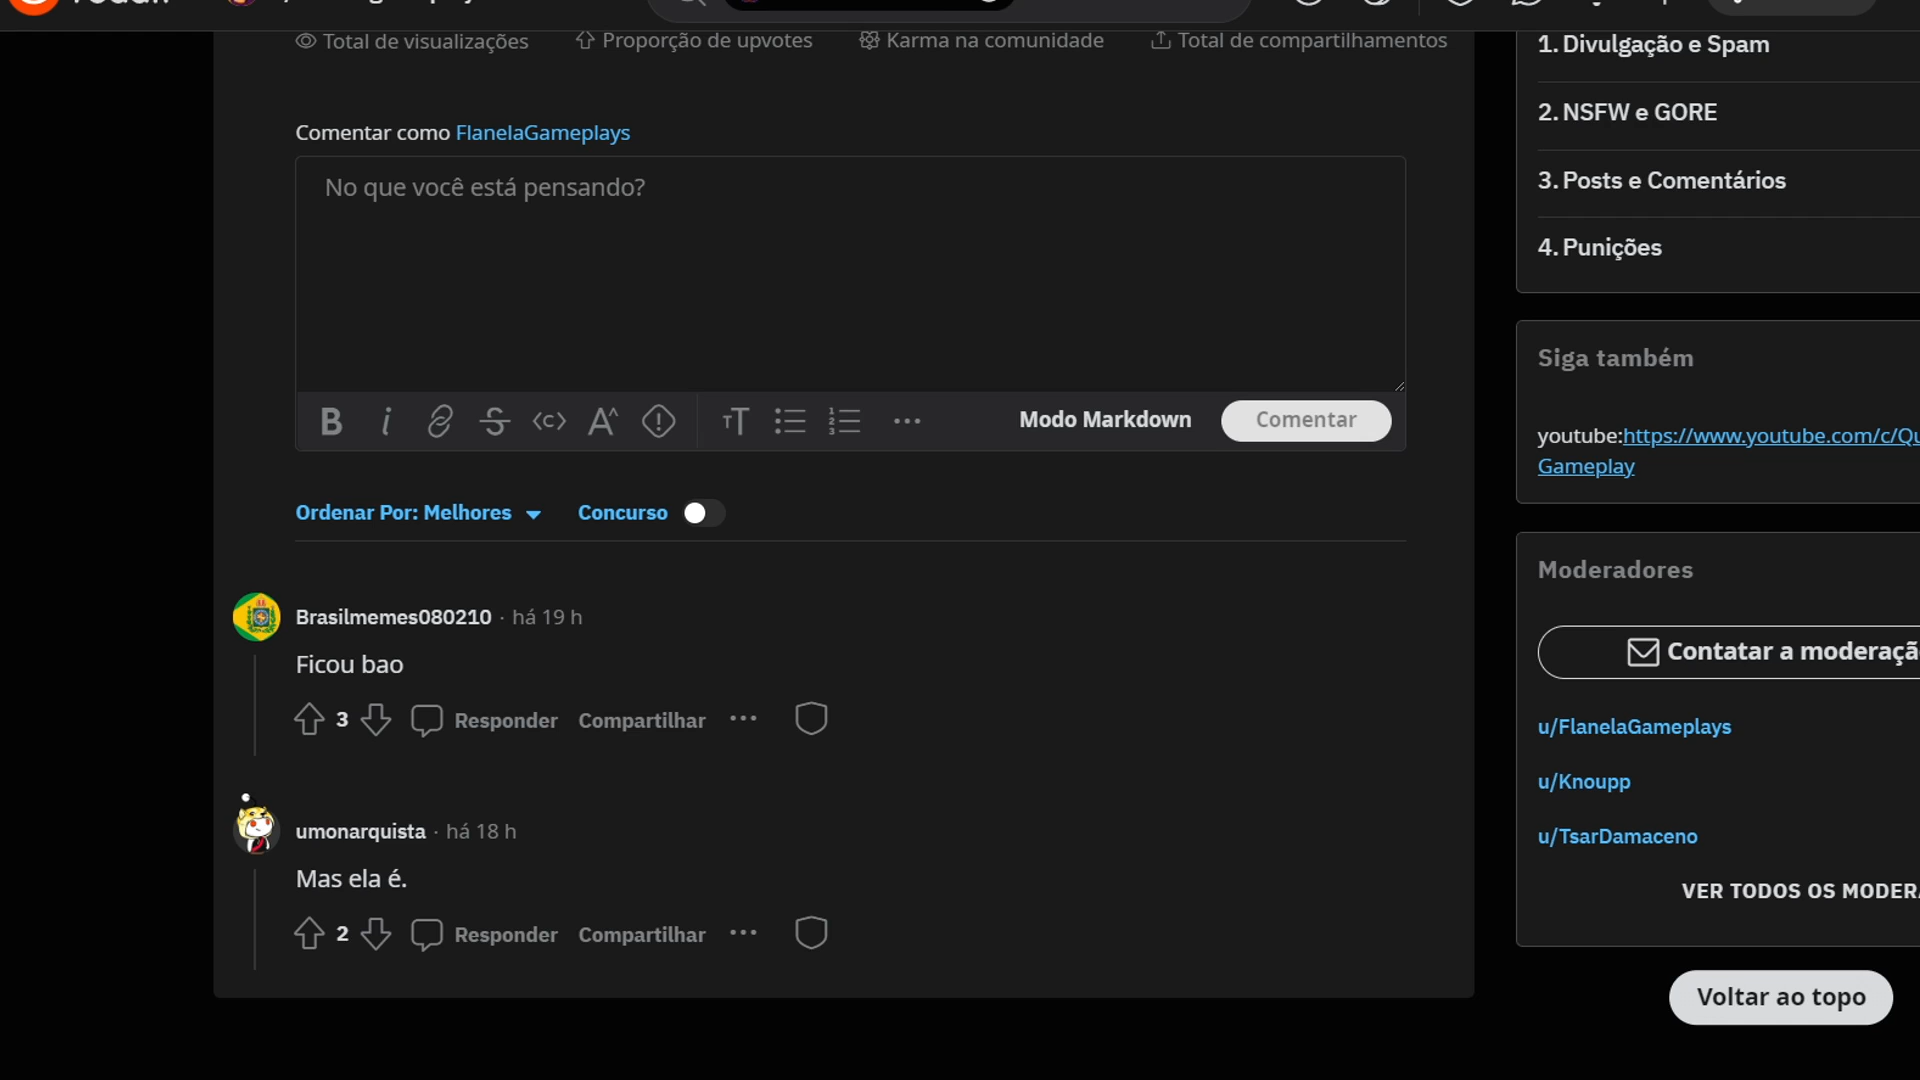 Total de visualizações
Proporção de upvotes
Karma na comunidade
Total de compartilhamentos
Comentar como FlanelaGameplays
No que você está pensando?
Modo Markdown
Comentar
Ordenar Por: Melhores
Concurso
Brasilmemes080210 · há 19 h
Ficou bao
3
Responder
Compartilhar
umonarquista · há 18 h
Mas ela é.
2
Responder
Compartilhar
1. Divulgação e Spam
2. NSFW e GORE
3. Posts e Comentários
4. Punições
Siga também
youtube:https://www.youtube.com/c/Qu
Gameplay
Moderadores
Contatar a moderaçã
u/FlanelaGameplays
u/Knoupp
u/TsarDamaceno
VER TODOS OS MODERA
Voltar ao topo